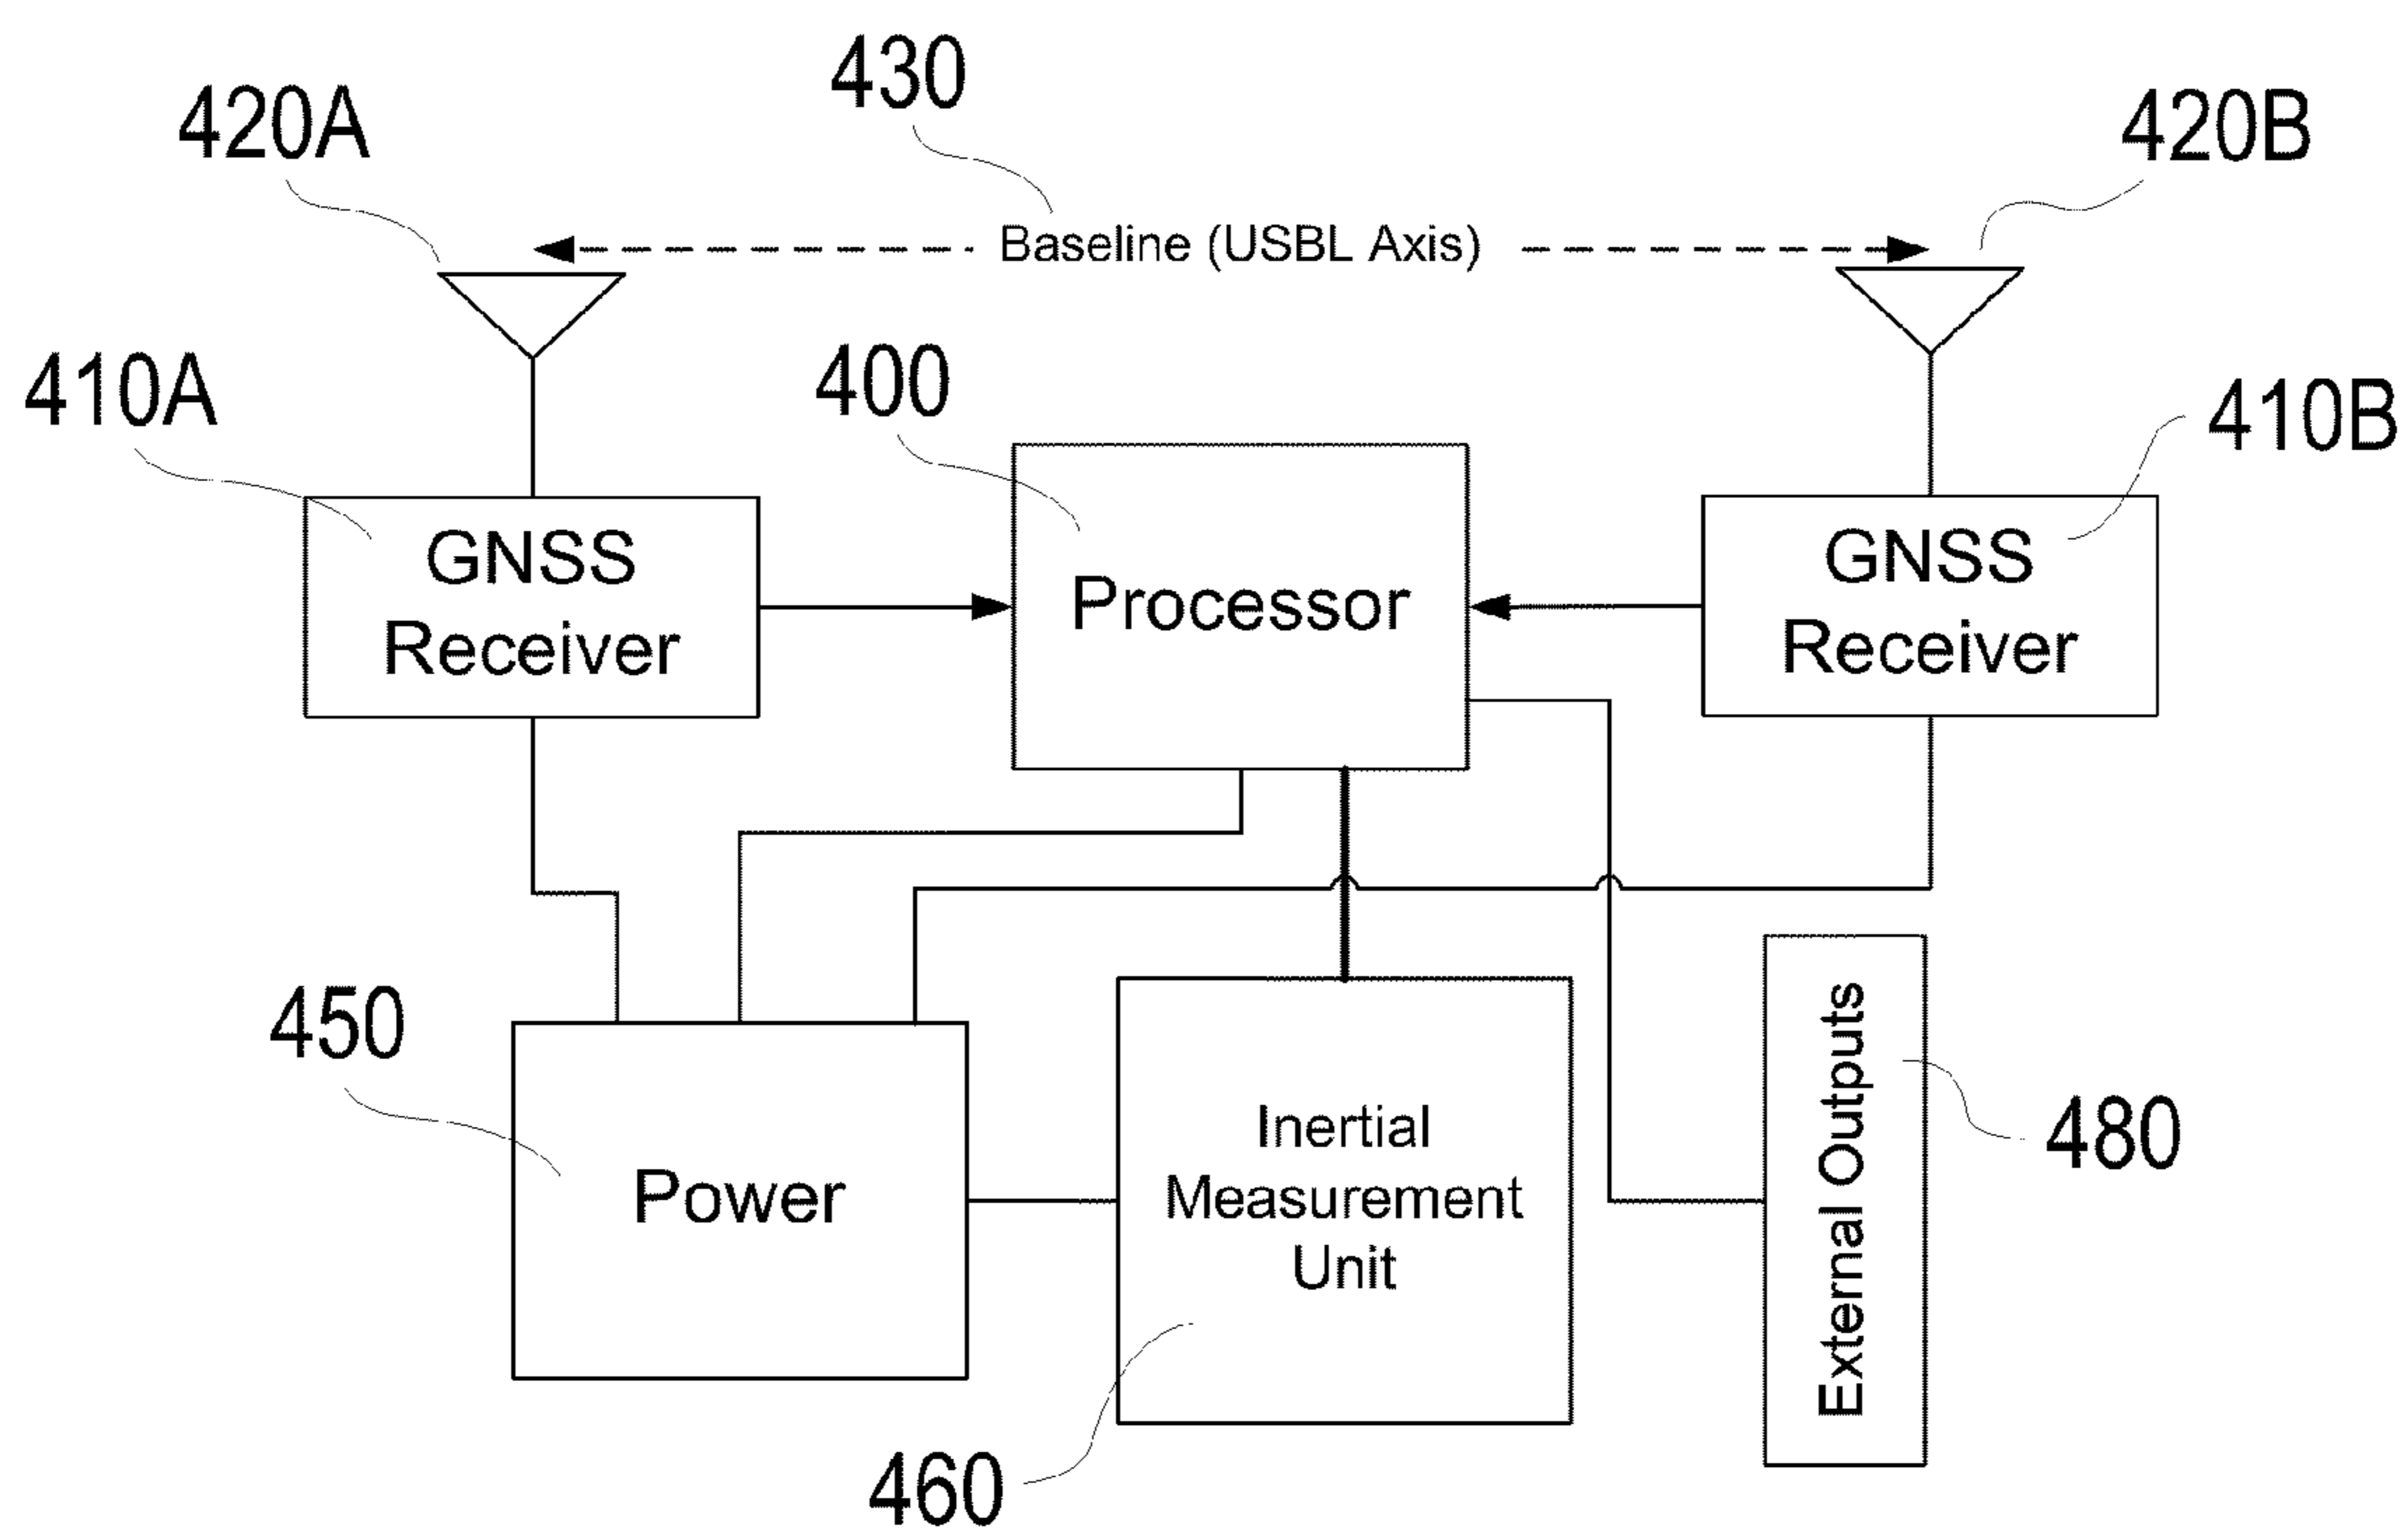 430
420A
420B
Baseline (USBL Axis)
410A
400
410B
GNSS
Receiver
Processor
GNSS
Receiver
450
Power
Inertial
Measurement
Unit
External Outputs
480
460